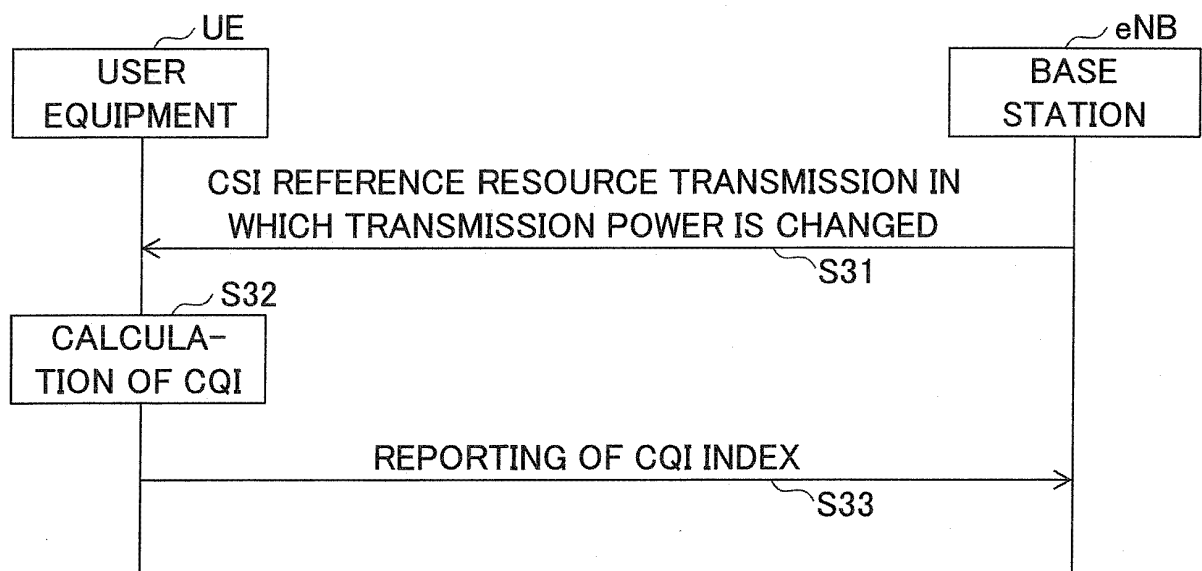 UE
eNB
USER
EQUIPMENT
BASE
STATION
CSI REFERENCE RESOURCE TRANSMISSION IN
WHICH TRANSMISSION POWER IS CHANGED
S31
S32
CALCULA-
TION OF CQI
REPORTING OF CQI INDEX
S33